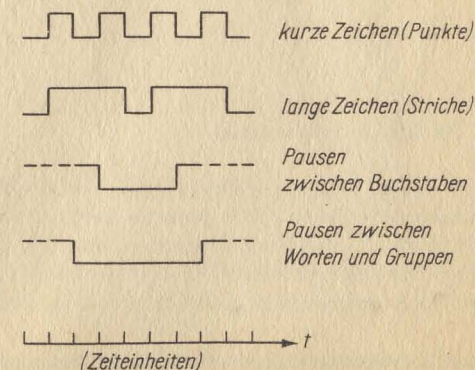 kurze Zeichen (Punkte)
lange Zeichen (Striche)
Pausen
zwischen Buchstaben
Pausen zwischen
Worten und Gruppen
t
(Zeiteinheiten)